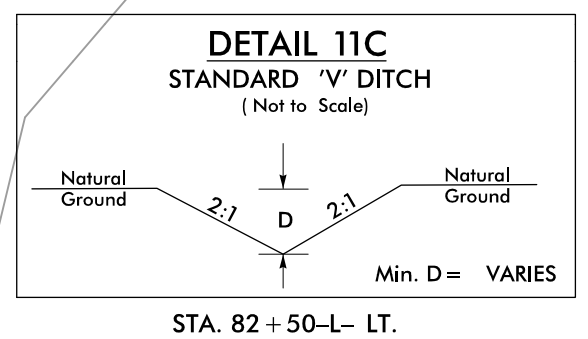 DETAIL 11C
STANDARD 'V' DITCH
( Not to Scale)
Natural
Ground
2:1
D
2:1
Natural
Ground
Min. D = VARIES
STA. 82+50-L- LT.